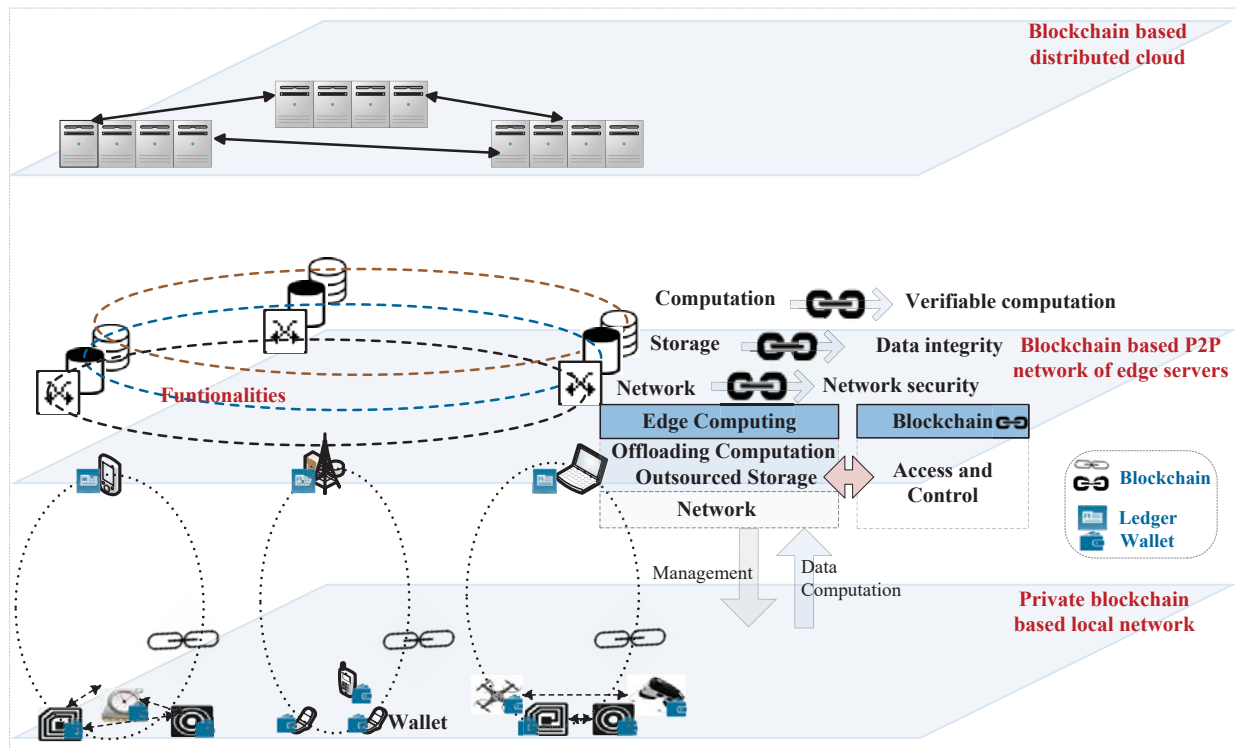 Blockchain based
distributed cloud
Computation
Verifiable computation
Storage
Data integrity
Blockchain based P2P
network of edge servers
Funtionalities
Network
Network security
Edge Computing
Blockchain
Offloading Computation
Outsourced Storage
Access and
Control
Network
Blockchain
Ledger
Wallet
Management
Data
Computation
Private blockchain
based local network
Wallet